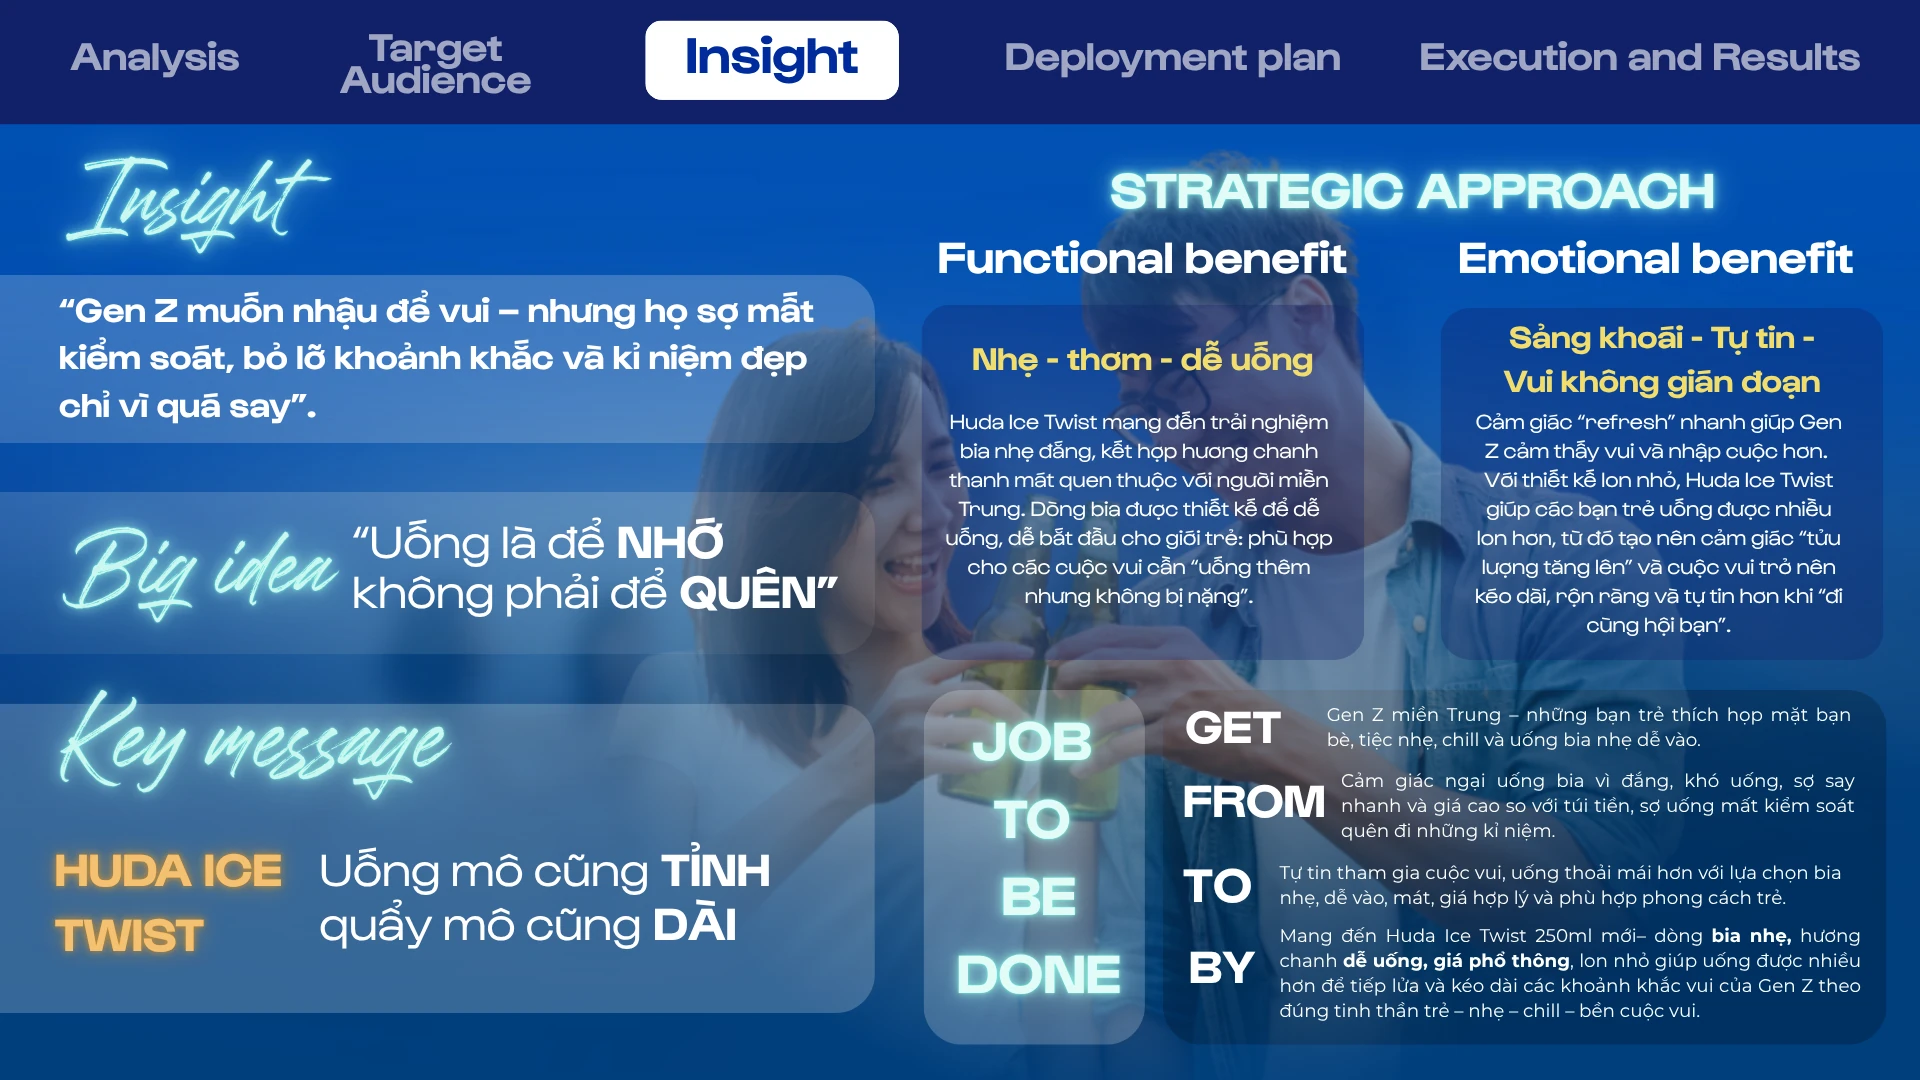 Analysis
Target
Audience
Insight
Deployment plan
Execution and Results
Insight
“Gen Z muốn nhậu để vui – nhưng họ sợ mất
kiểm soát, bỏ lỡ khoảnh khắc và kỉ niệm đẹp
chỉ vì quá say”.
Big idea
“Uống là để NHỚ
không phải để QUÊN”
Key message
HUDA ICE
TWIST
Uống mô cũng TỈNH
quẩy mô cũng DÀI
STRATEGIC APPROACH
Functional benefit
Nhẹ - thơm - dễ uống
Huda Ice Twist mang đến trải nghiệm
bia nhẹ đắng, kết hợp hương chanh
thanh mát quen thuộc với người miền
Trung. Dòng bia được thiết kế để dễ
uống, dễ bắt đầu cho giới trẻ: phù hợp
cho các cuộc vui cần “uống thêm
nhưng không bị nặng”.
Emotional benefit
Sảng khoái - Tự tin -
Vui không gián đoạn
Cảm giác “refresh” nhanh giúp Gen
Z cảm thấy vui và nhập cuộc hơn.
Với thiết kế lon nhỏ, Huda Ice Twist
giúp các bạn trẻ uống được nhiều
lon hơn, từ đó tạo nên cảm giác “tửu
lượng tăng lên” và cuộc vui trở nên
kéo dài, rộn ràng và tự tin hơn khi “đi
cùng hội bạn”.
JOB
TO
BE
DONE
GET
Gen Z miền Trung – những bạn trẻ thích họp mặt bạn
bè, tiệc nhẹ, chill và uống bia nhẹ dễ vào.
FROM
Cảm giác ngại uống bia vì đắng, khó uống, sợ say
nhanh và giá cao so với túi tiền, sợ uống mất kiểm soát
quên đi những kỉ niệm.
TO
Tự tin tham gia cuộc vui, uống thoải mái hơn với lựa chọn bia
nhẹ, dễ vào, mát, giá hợp lý và phù hợp phong cách trẻ.
BY
Mang đến Huda Ice Twist 250ml mới– dòng bia nhẹ, hương
chanh dễ uống, giá phổ thông, lon nhỏ giúp uống được nhiều
hơn để tiếp lửa và kéo dài các khoảnh khắc vui của Gen Z theo
đúng tinh thần trẻ – nhẹ – chill – bền cuộc vui.